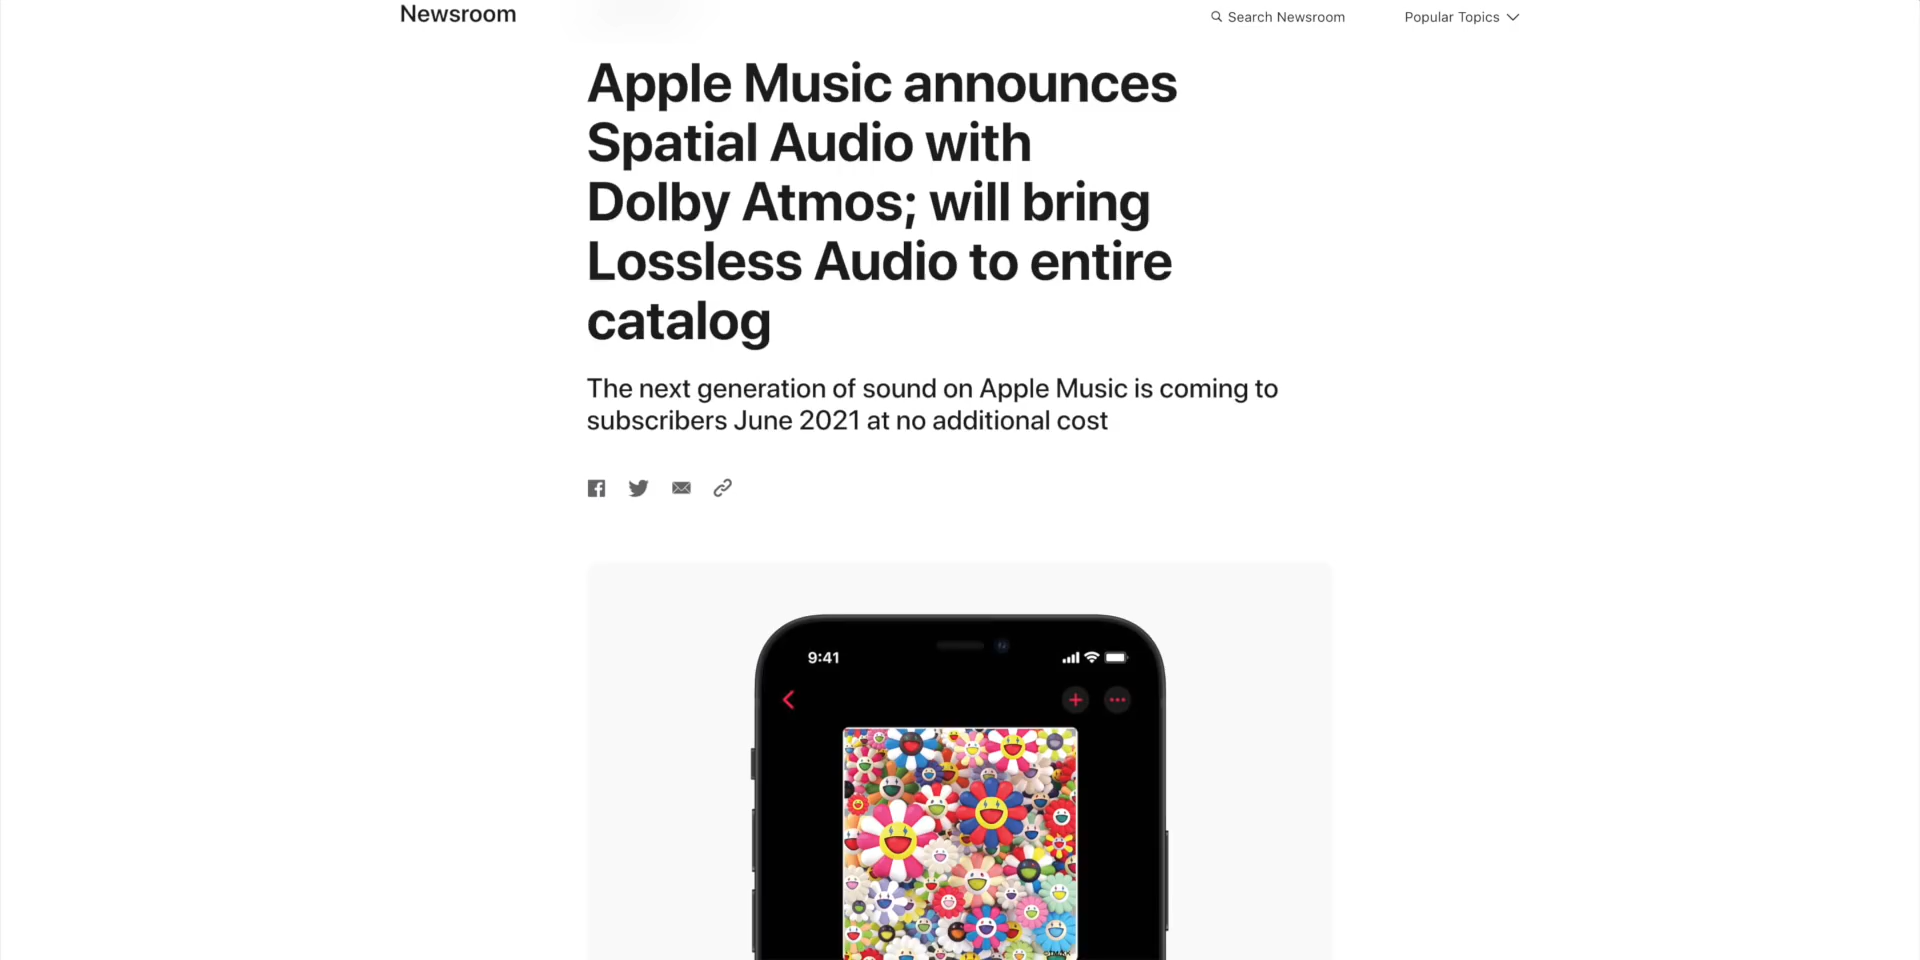 Newsroom
Search Newsroom
Popular Topics
Apple Music announces
Spatial Audio with
Dolby Atmos; will bring
Lossless Audio to entire
catalog
The next generation of sound on Apple Music is coming to
subscribers June 2021 at no additional cost
9:41